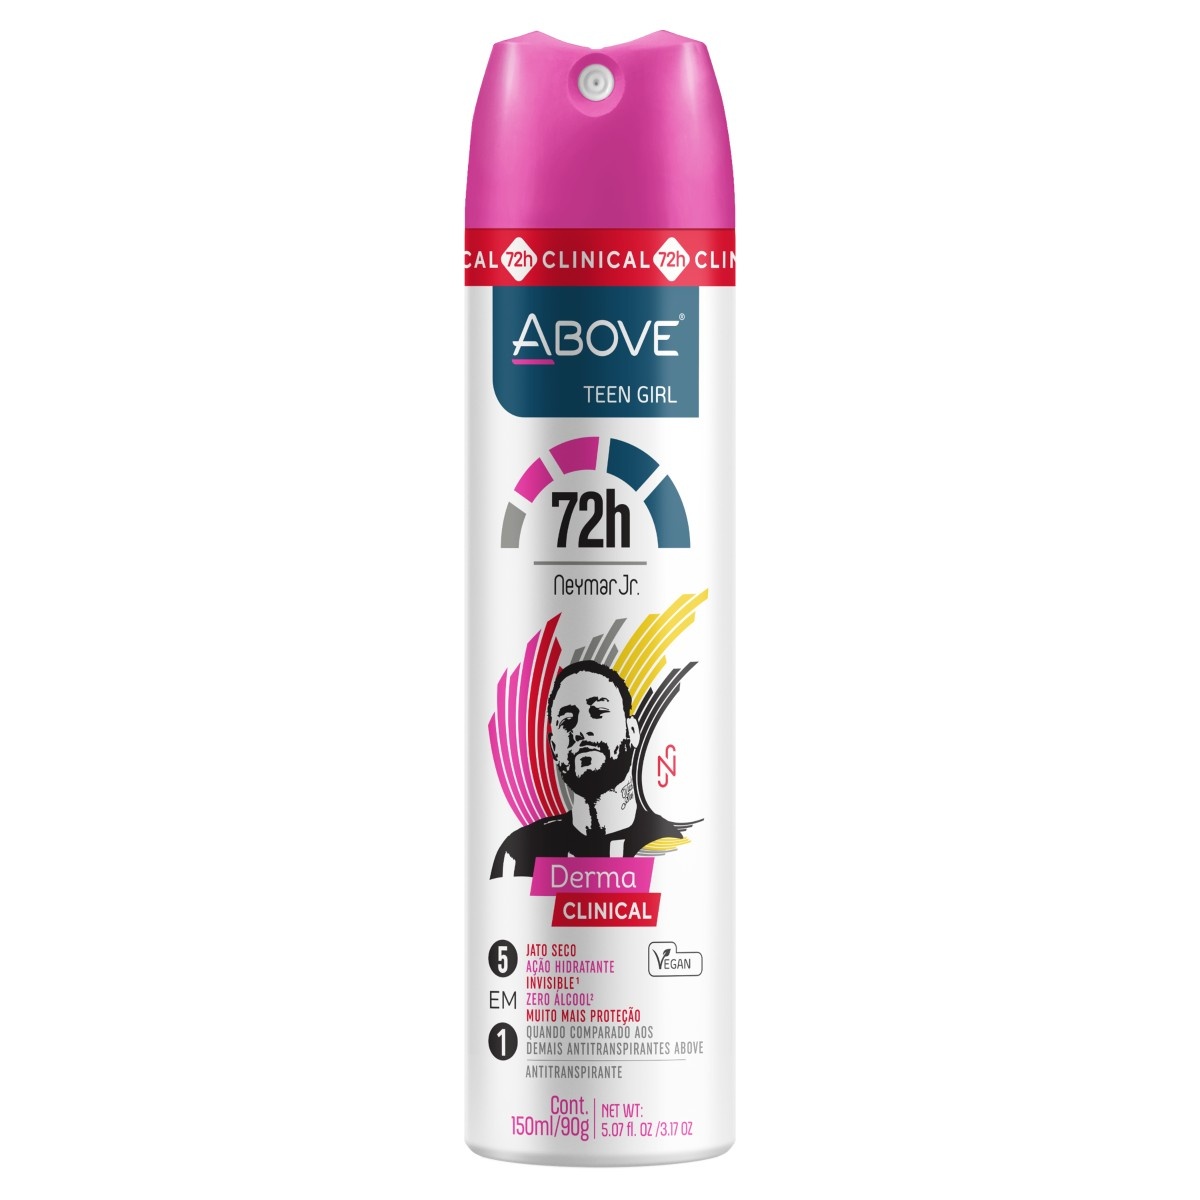 CAL 72h CLINICAL 72h CLIN
ABOVE®
TEEN GIRL
72h
Neymar Jr.
NJ
Derma
CLINICAL
5 EM 1
JATO SECO
AÇÃO HIDRATANTE
INVISIBLE¹
ZERO ÁLCOOL²
MUITO MAIS PROTEÇÃO
QUANDO COMPARADO AOS
DEMAIS ANTITRANSPIRANTES ABOVE
ANTITRANSPIRANTE
VEGAN
Cont.
150ml/90g
NET WT:
5.07 fl. oz /3.17 oz